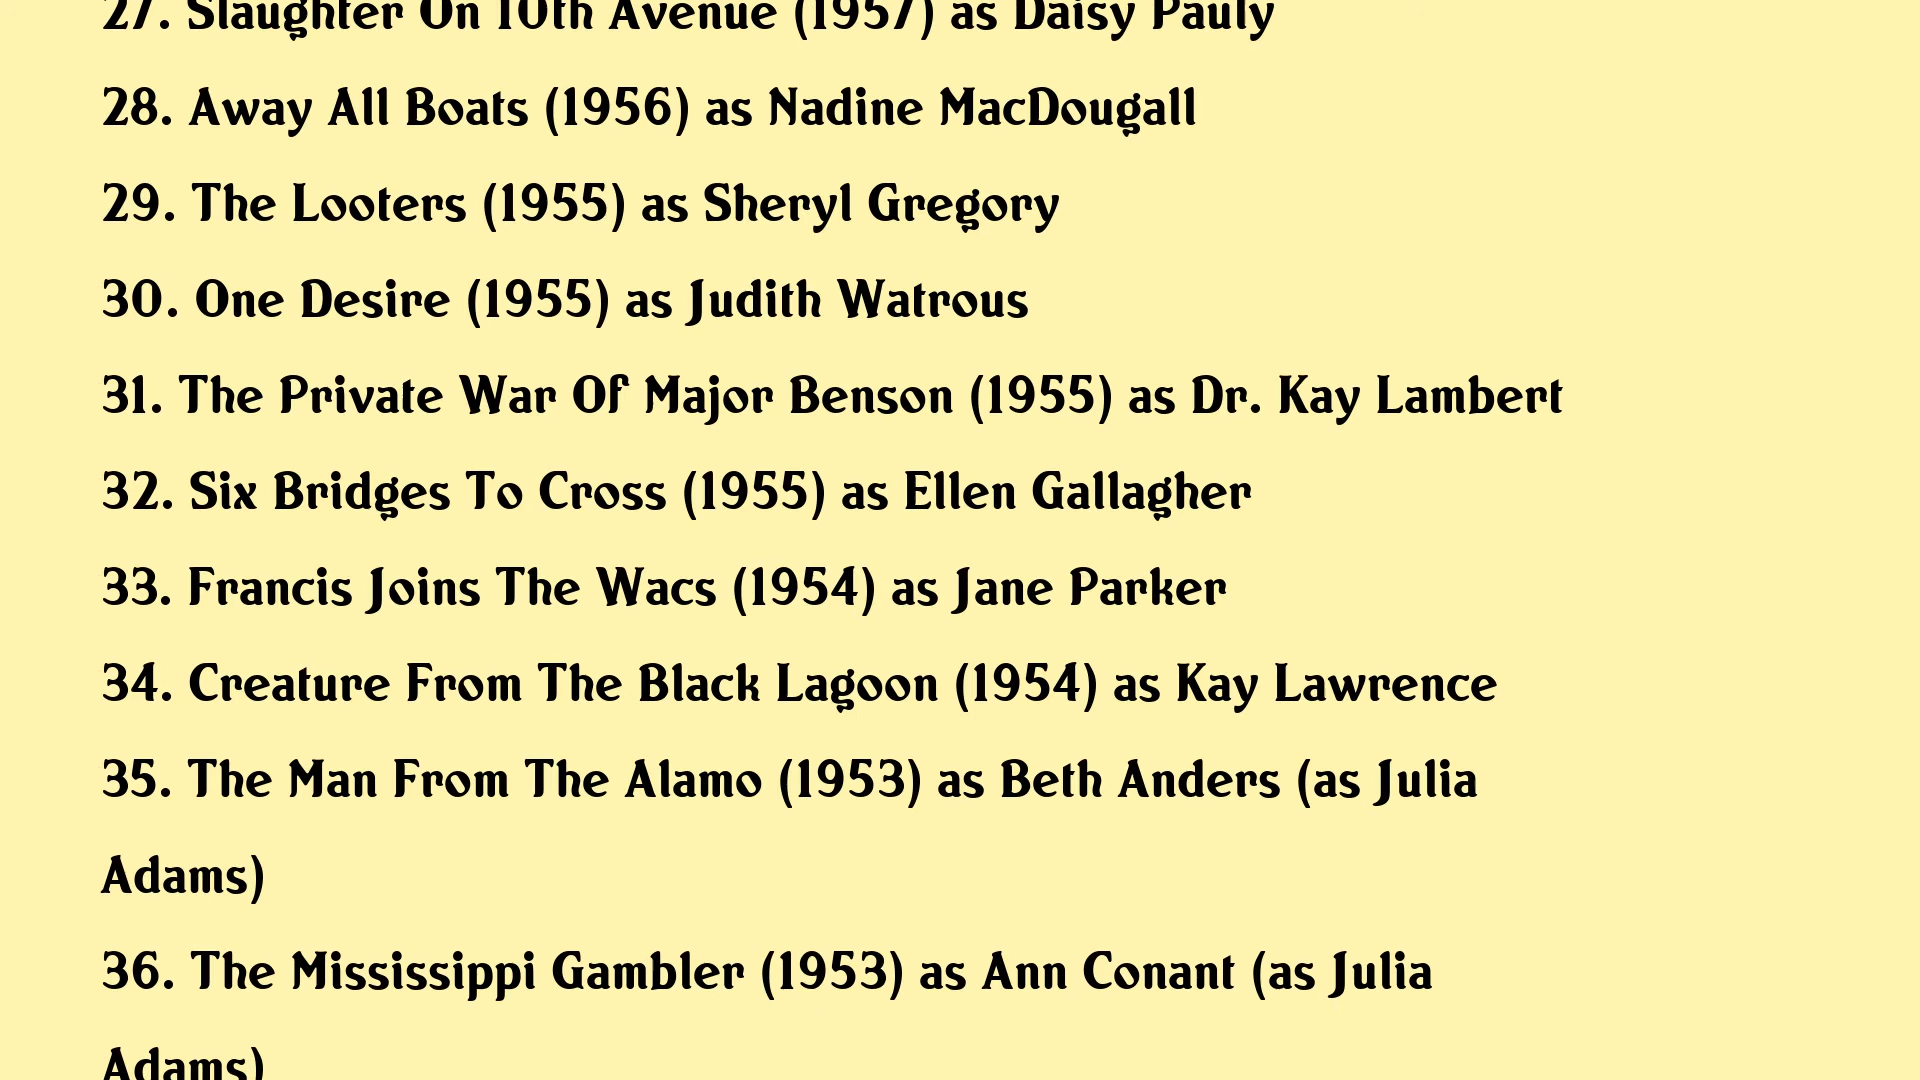 27. Slaughter On 10th Avenue (1957) as Daisy Pauly
28. Away All Boats (1956) as Nadine MacDougall
29. The Looters (1955) as Sheryl Gregory
30. One Desire (1955) as Judith Watrous
31. The Private War Of Major Benson (1955) as Dr. Kay Lambert
32. Six Bridges To Cross (1955) as Ellen Gallagher
33. Francis Joins The Wacs (1954) as Jane Parker
34. Creature From The Black Lagoon (1954) as Kay Lawrence
35. The Man From The Alamo (1953) as Beth Anders (as Julia
Adams)
36. The Mississippi Gambler (1953) as Ann Conant (as Julia
Adams)